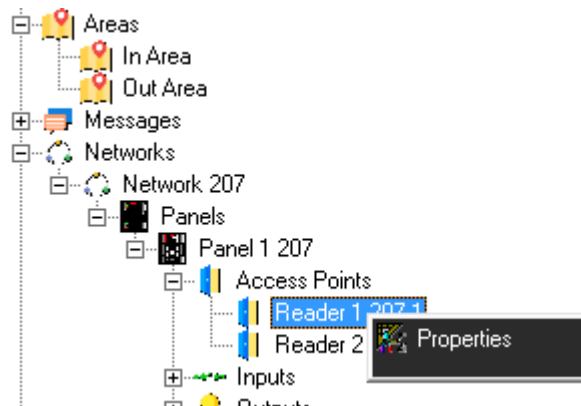 Areas
In Area
Out Area
Messages
Networks
Network 207
Panels
Panel 1 207
Access Points
Reader 1 207 1
Reader 2
Properties
Inputs
Outputs